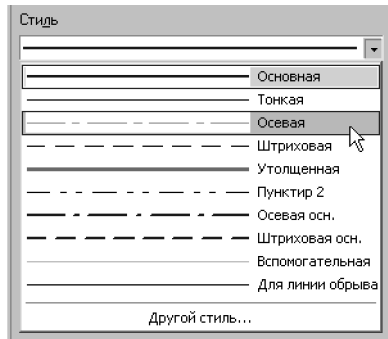 Стиль
Основная
Тонкая
Осевая
Штриховая
Утолщенная
Пунктир 2
Осевая осн.
Штриховая осн.
Вспомогательная
Для линии обрыва
Другой стиль...